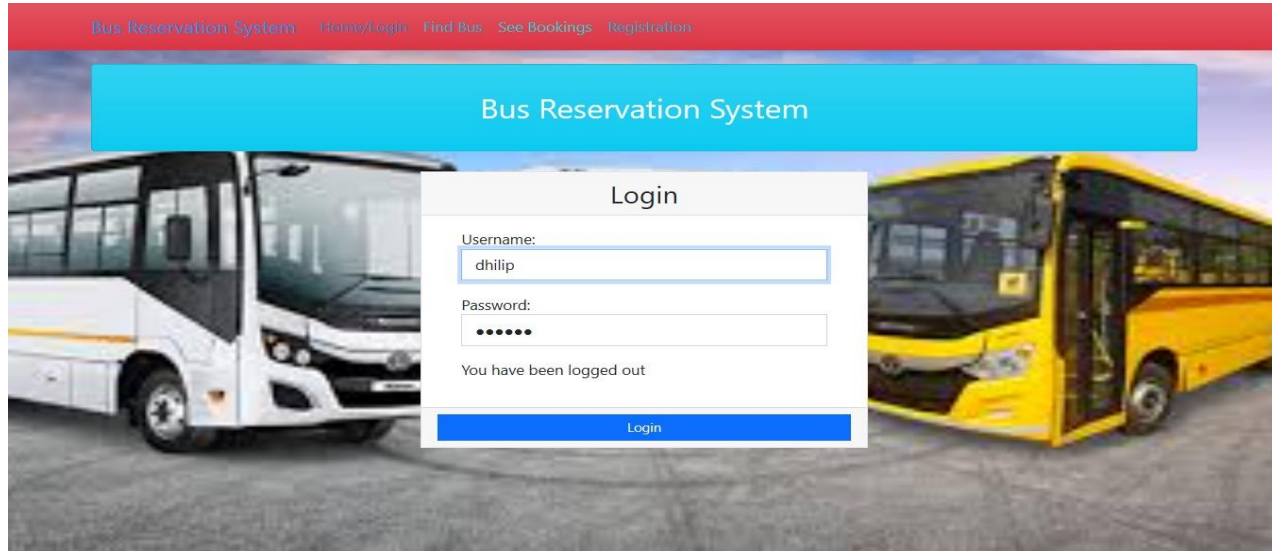 Bus Reservation System Home/Login Find Bus See Bookings Registration
Bus Reservation System
Login
Username:
dhilip
Password:
••••••
You have been logged out
Login